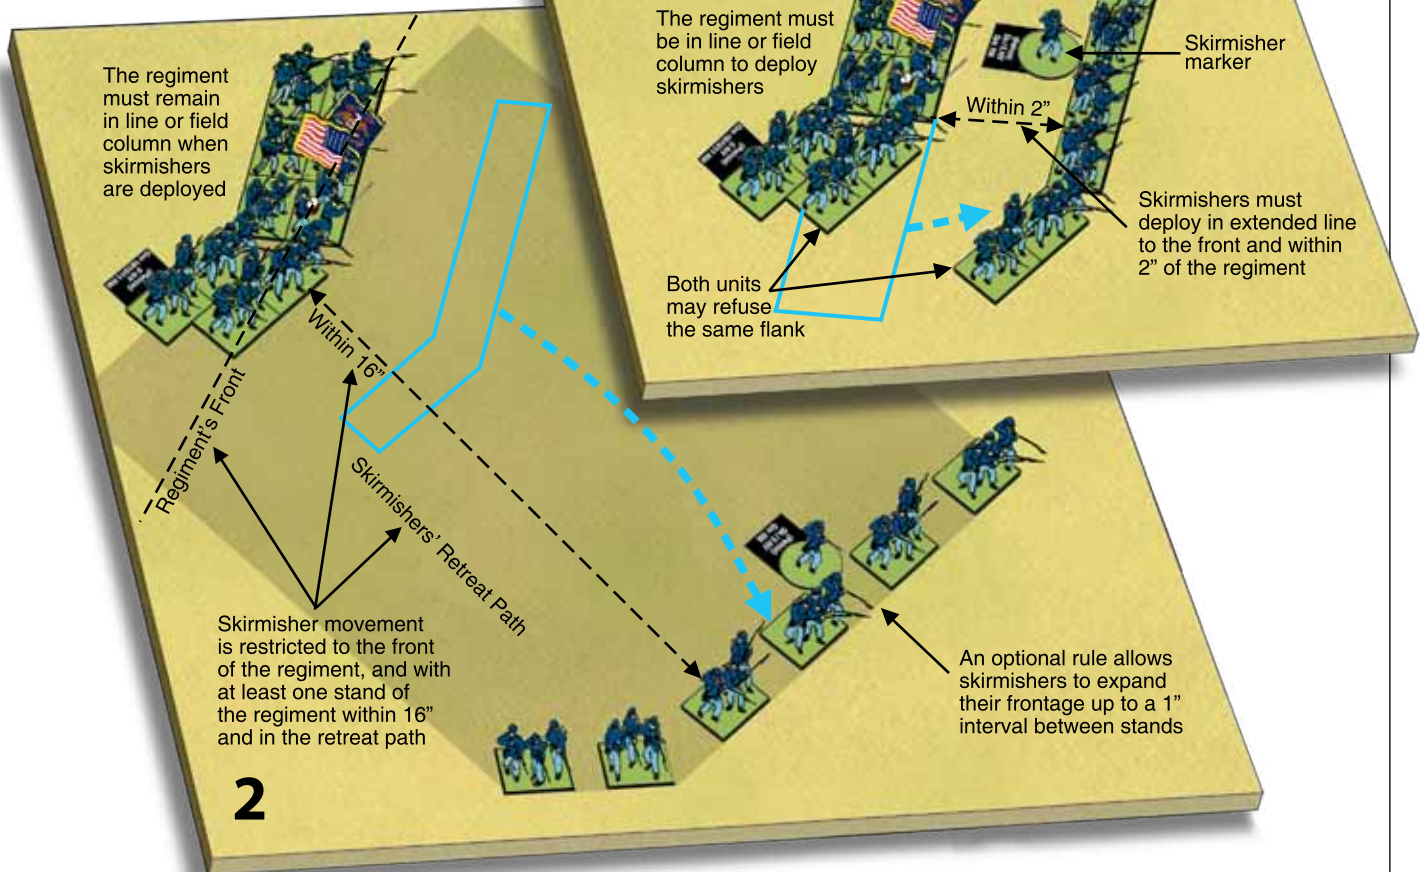 The regiment
must remain
in line or field
column when
skirmishers
are deployed
Within 16”
Regiment’s Front
Skirmishers’ Retreat Path
Skirmisher movement
is restricted to the front
of the regiment, and with
at least one stand of
the regiment within 16”
and in the retreat path
2
An optional rule allows
skirmishers to expand
their frontage up to a 1”
interval between stands
The regiment must
be in line or field
column to deploy
skirmishers
Skirmisher
marker
Within 2”
Skirmishers must
deploy in extended line
to the front and within
2” of the regiment
Both units
may refuse
the same flank